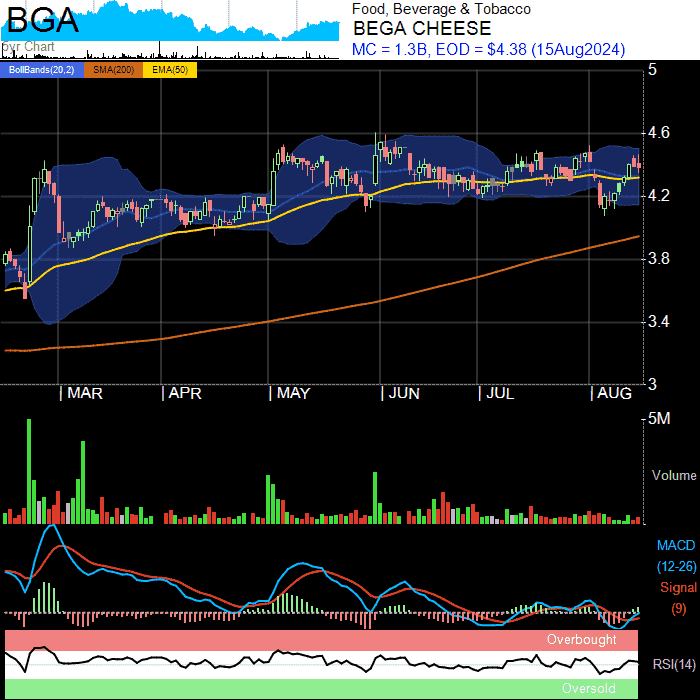 BGA
5yr Chart
Food, Beverage & Tobacco
BEGA CHEESE
MC = 1.3B, EOD = $4.38 (15Aug2024)
BollBands(20,2) SMA(200) EMA(50)
5
4.6
4.2
3.8
3.4
3
MAR APR MAY JUN JUL AUG
5M
Volume
MACD
(12-26)
Signal
(9)
Overbought
RSI(14)
Oversold